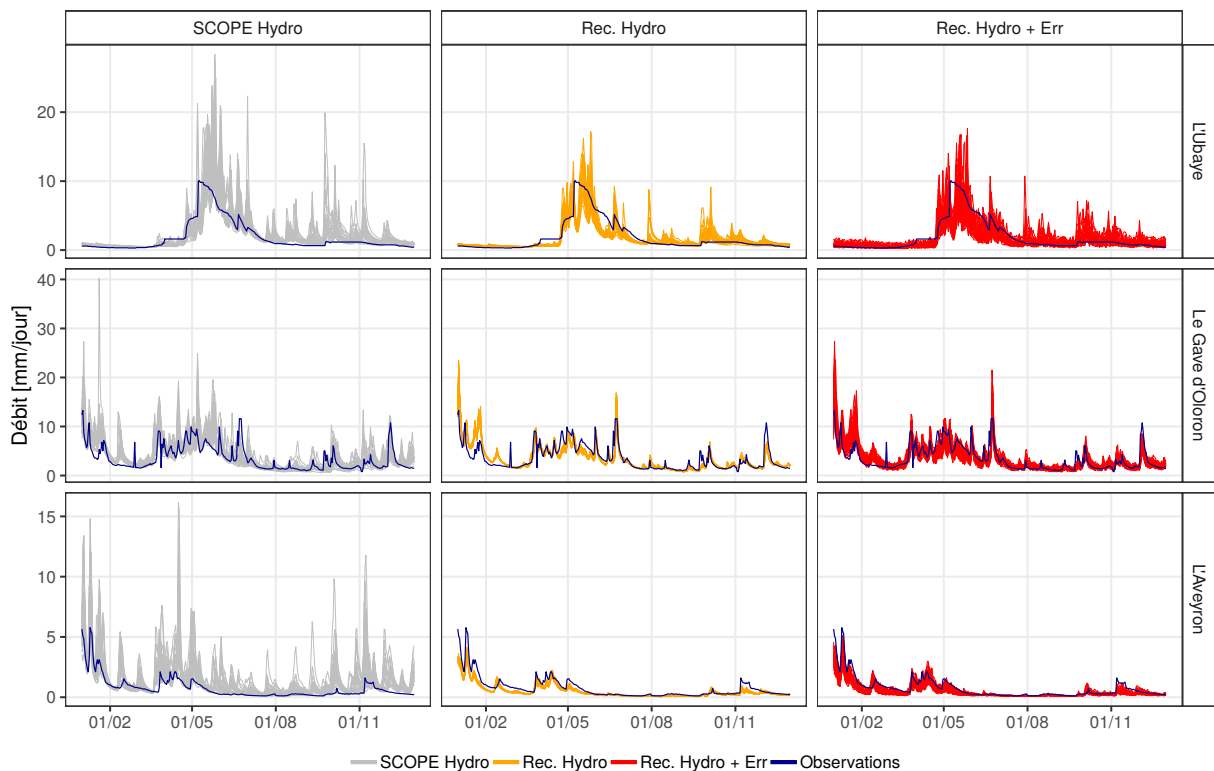 SCOPE Hydro Rec. Hydro Rec. Hydro + Err
20
10
0
L'Ubaye
40
30
20
10
0
Le Gave d'Oloron
15
10
5
0
L'Aveyron
Débit [mm/jour]
01/02 01/05 01/08 01/11 01/02 01/05 01/08 01/11 01/02 01/05 01/08 01/11
SCOPE Hydro Rec. Hydro Rec. Hydro + Err Observations